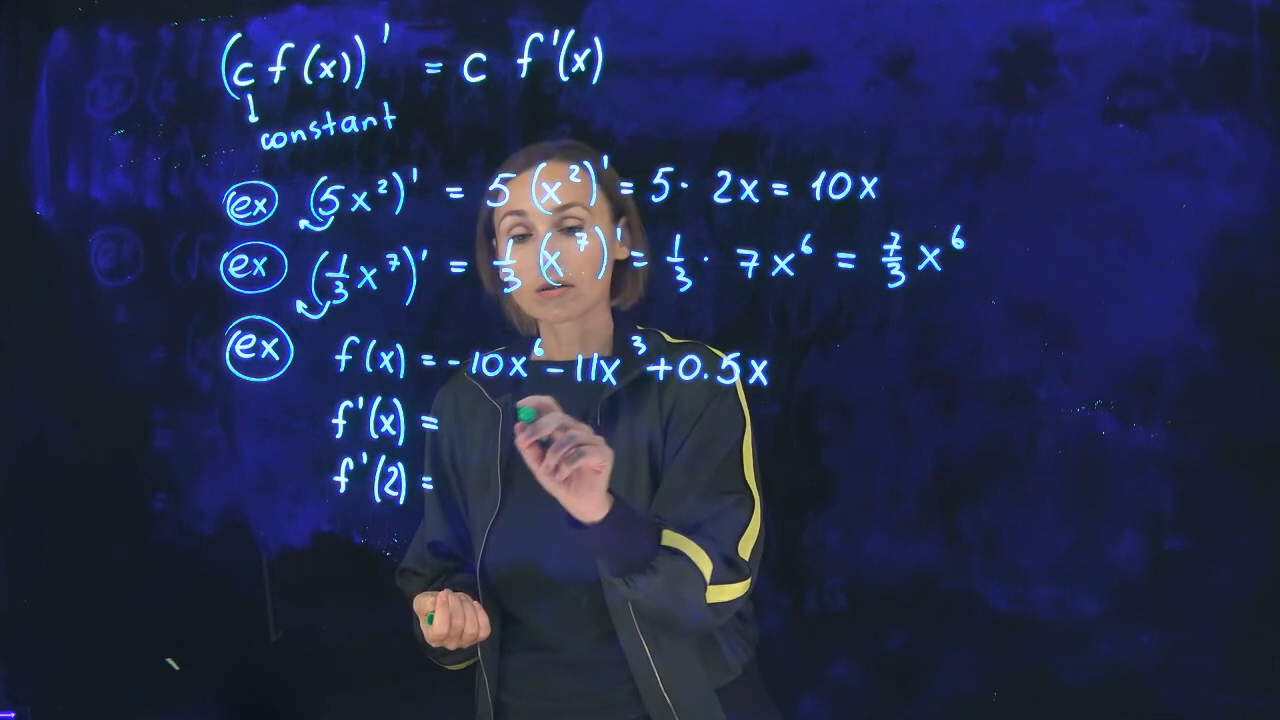 (c f(x))' = c f'(x)
constant
ex (5x²)' = 5(x²)' = 5· 2x = 10x
ex (1/3 x⁷)' = 1/3 (x⁷)' = 1/3 · 7x⁶ = 7/3 x⁶
ex f(x) = -10x⁶ - 11x³ + 0.5x
f'(x) =
f'(2) =